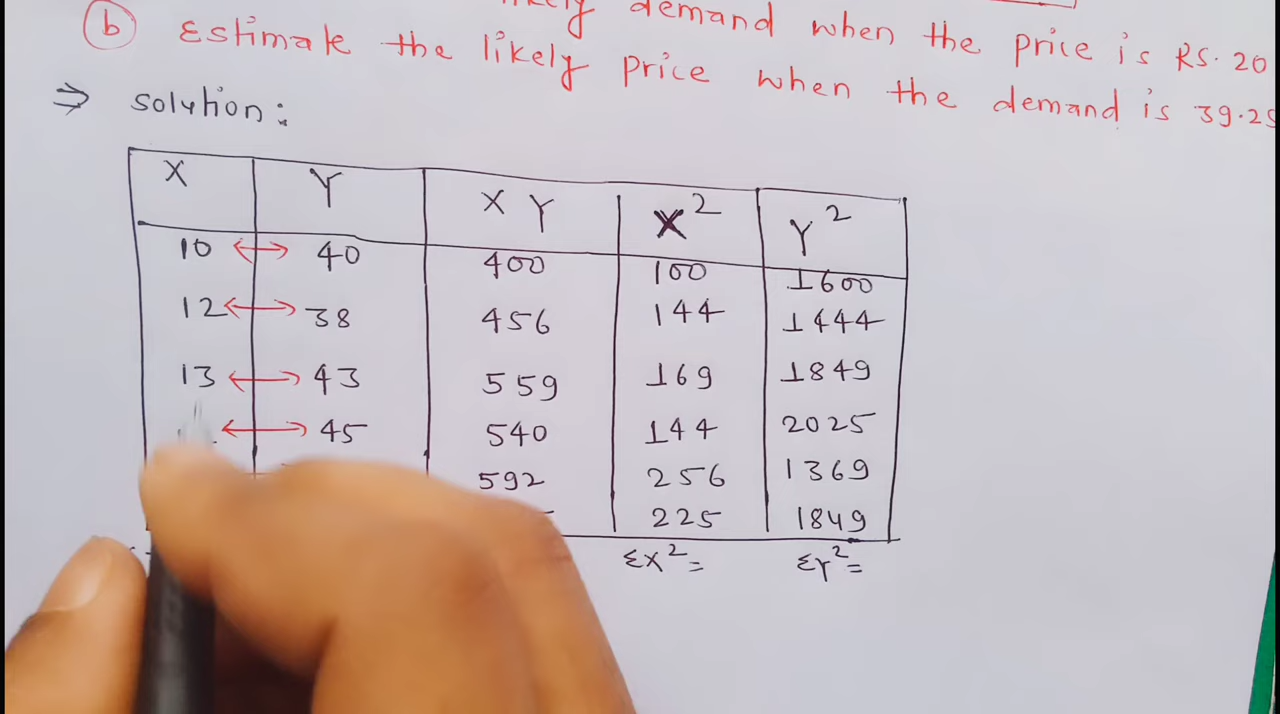 demand when the price is RS. 20
(b) Estimate the likely price when the demand is 39.25
⇒ solution:
X Y XY X² Y²
10 ↔ 40 400 100 1600
12 ↔ 38 456 144 1444
13 ↔ 43 559 169 1849
↔ 45 540 144 2025
592 256 1369
225 1849
Σx² = Σy² =